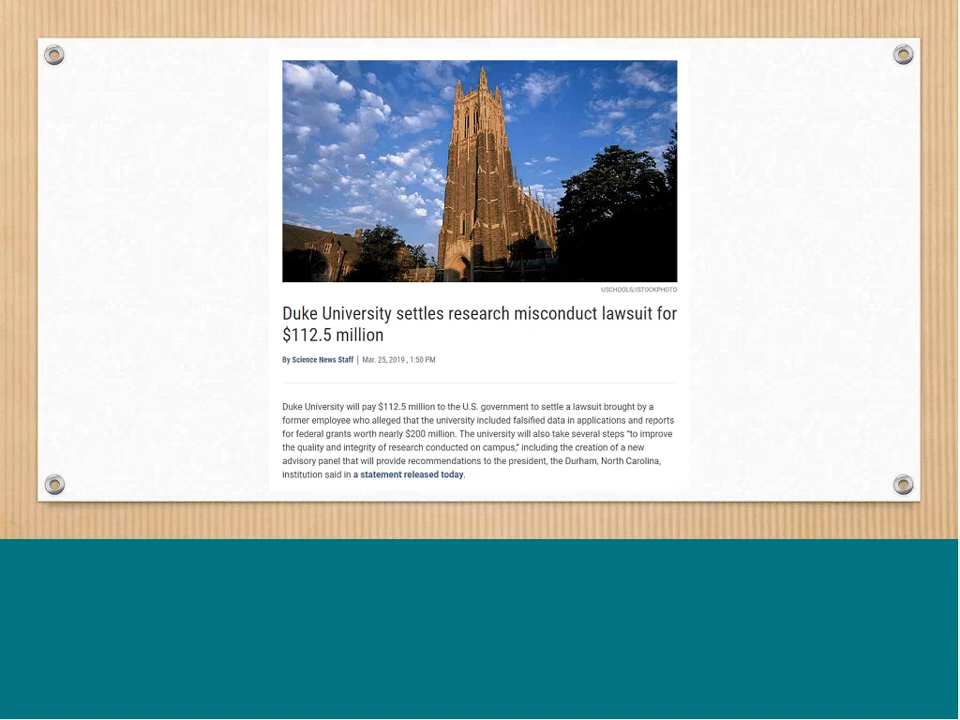 USCHOOLS/ISTOCKPHOTO
Duke University settles research misconduct lawsuit for
$112.5 million
By Science News Staff | Mar. 25, 2019 , 1:50 PM
Duke University will pay $112.5 million to the U.S. government to settle a lawsuit brought by a
former employee who alleged that the university included falsified data in applications and reports
for federal grants worth nearly $200 million. The university will also take several steps "to improve
the quality and integrity of research conducted on campus," including the creation of a new
advisory panel that will provide recommendations to the president, the Durham, North Carolina,
institution said in a statement released today.